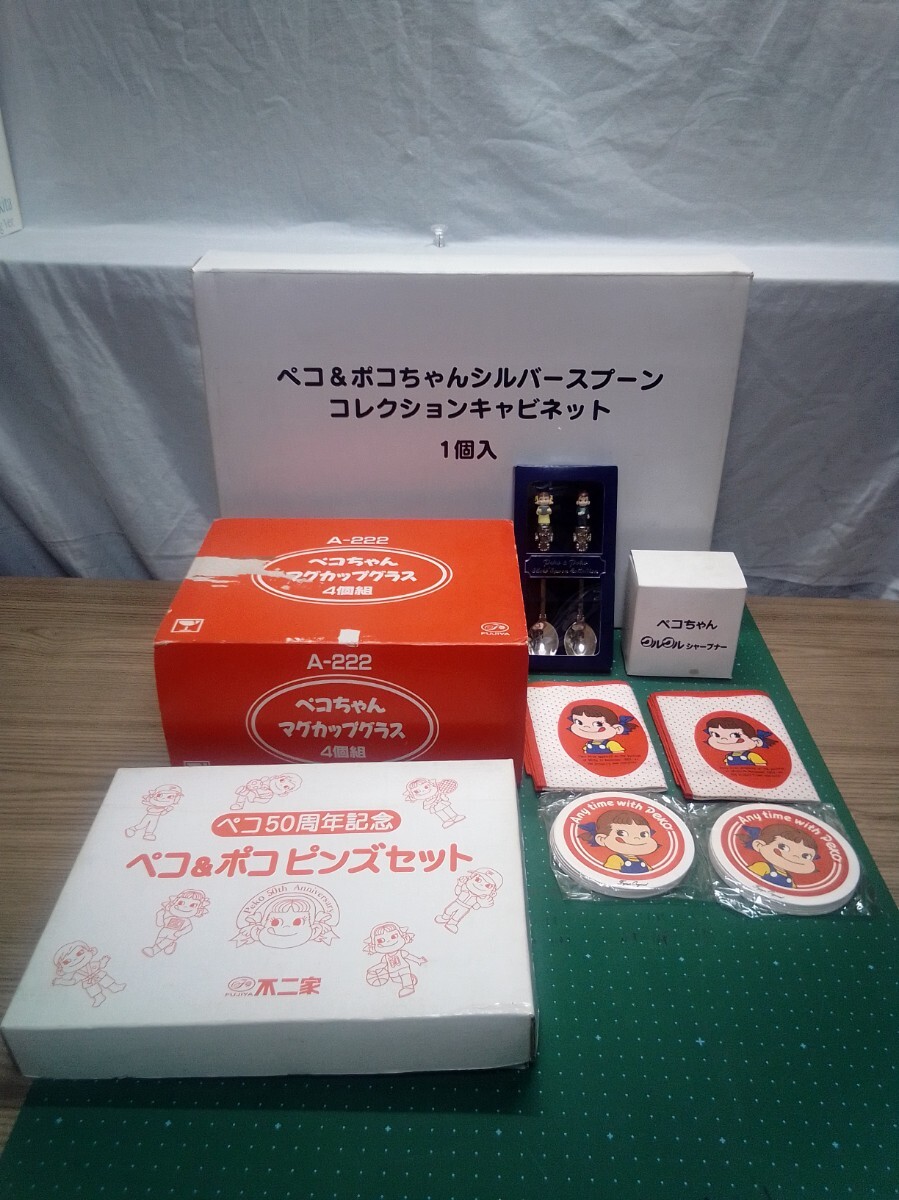 ペコ&ポコちゃんシルバースプーン
コレクションキャビネット
1個入
A-222
ペコちゃん
マグカップグラス
4個組
FUJIYA
A-222
ペコちゃん
マグカップグラス
4個組
ペコちゃん
クルクルシャープナー
Any time with Peko
Any time with Peko
ペコ50周年記念
ペコ&ポコ ピンズセット
Peko 50th Anniversary
FUJIYA 不二家